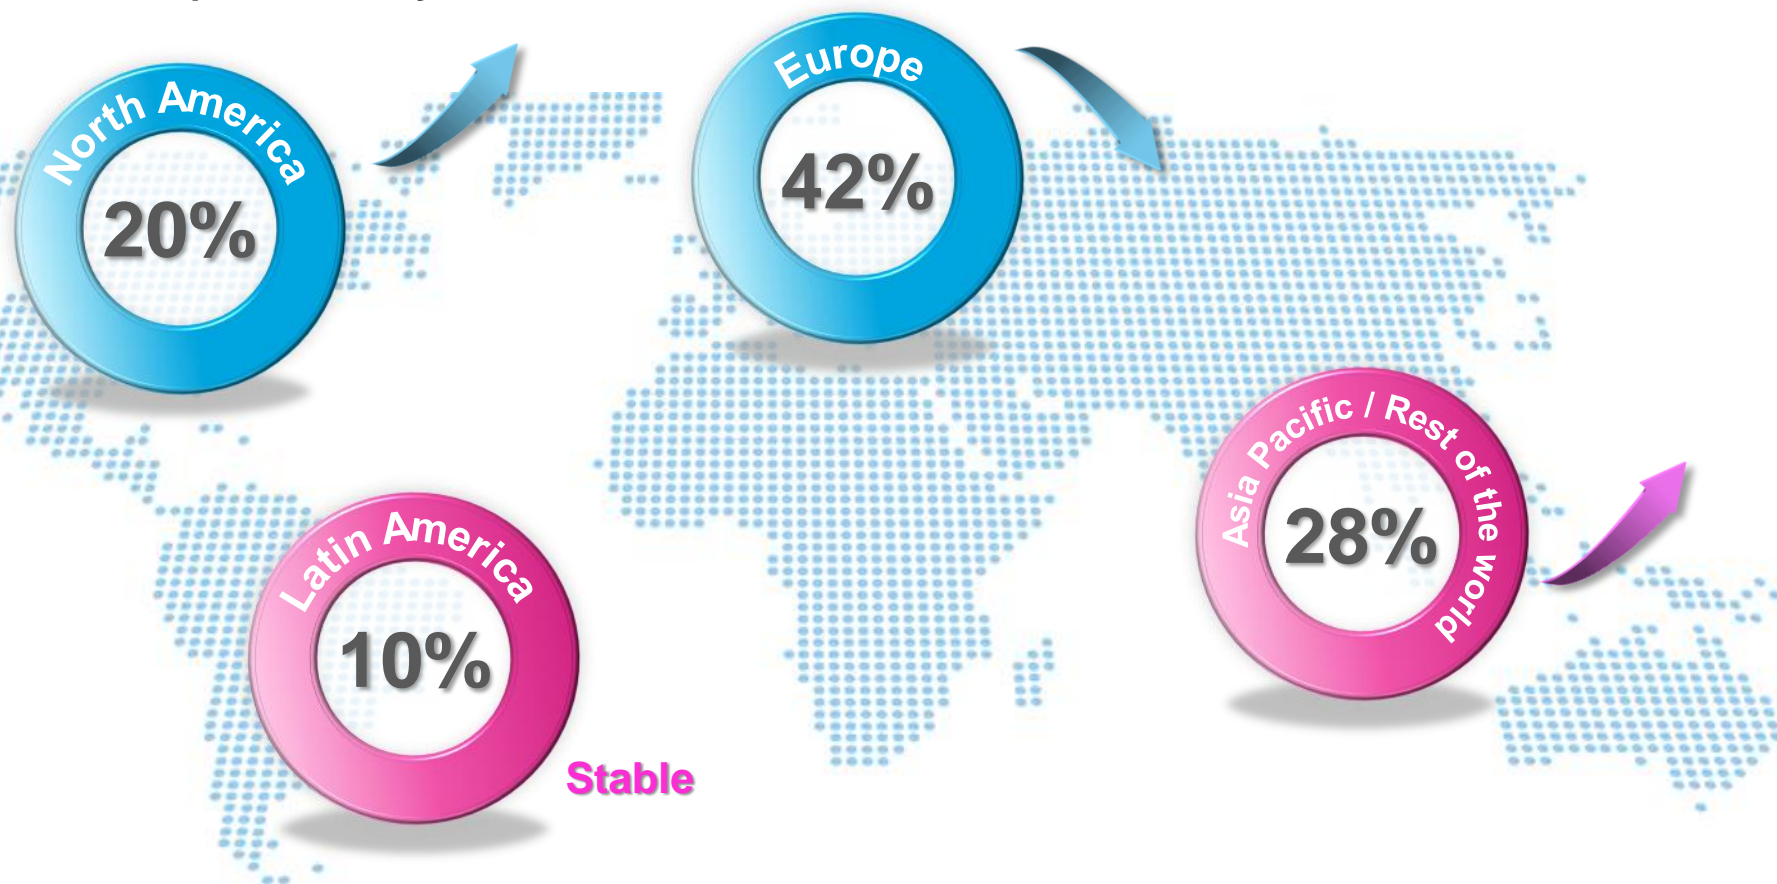 North America
20%
Europe
42%
Latin America
10%
Stable
Asia Pacific / Rest of the world
28%